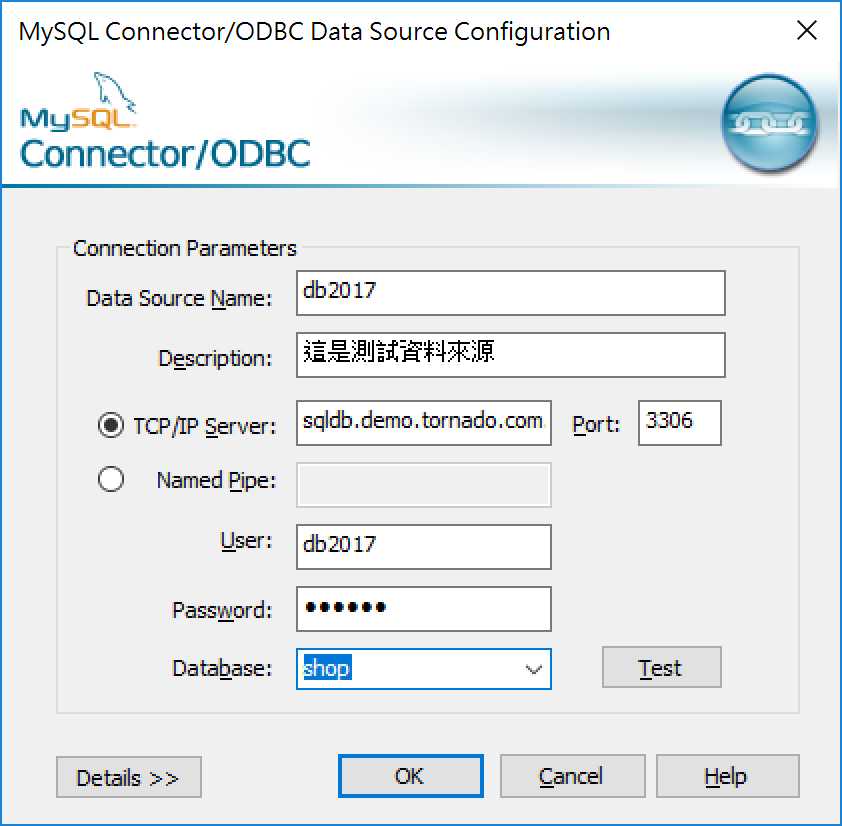 MySQL Connector/ODBC Data Source Configuration
MySQL
Connector/ODBC
Connection Parameters
Data Source Name: db2017
Description: 這是測試資料來源
TCP/IP Server: sqldb.demo.tornado.com. Port: 3306
Named Pipe:
User: db2017
Password: ●●●●●●
Database: shop Test
Details >> OK Cancel Help